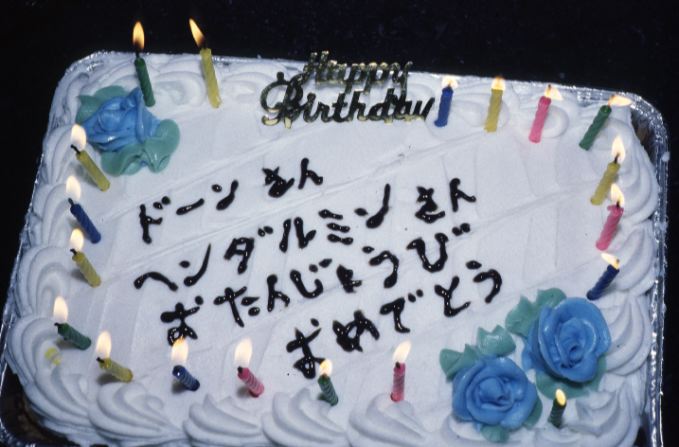 Happy
Birthday
ドーン さん
ヘンダルミン さん
おたんじょうび
おめでとう